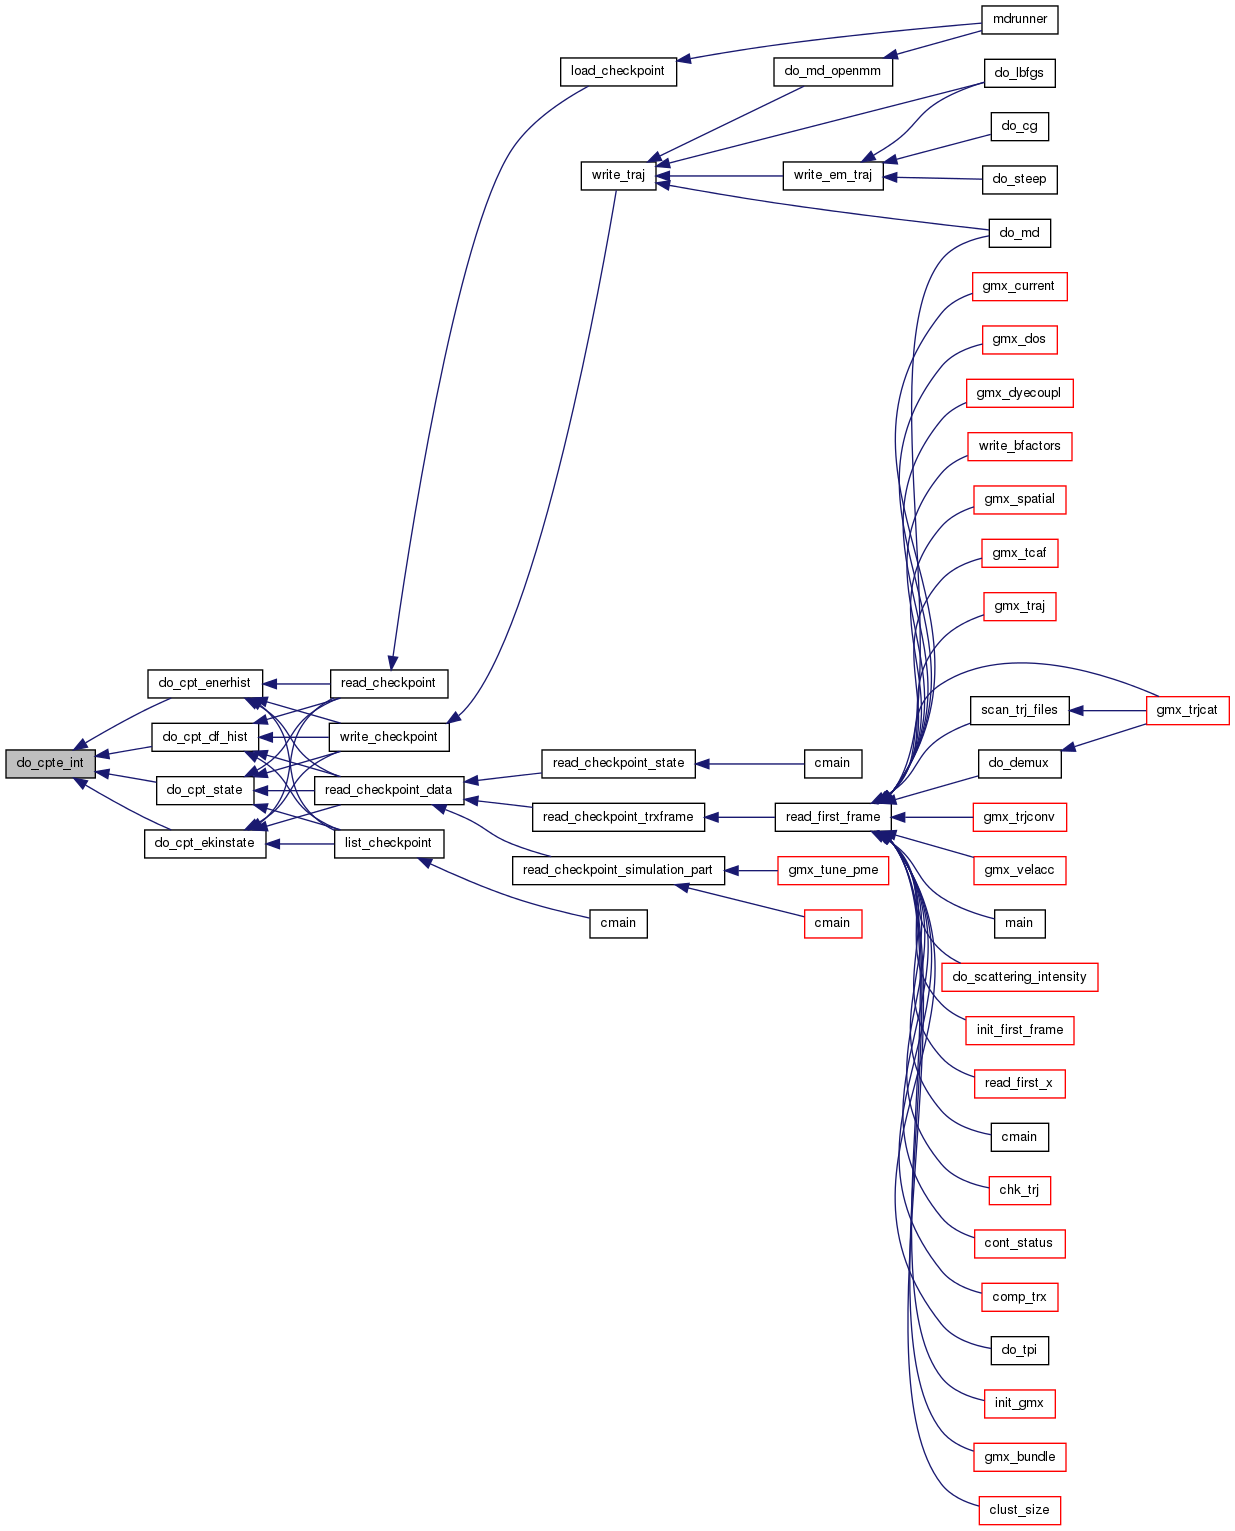 mdrunner
load_checkpoint
do_md_openmm
do_lbfgs
do_cg
write_traj
write_em_traj
do_steep
do_md
gmx_current
gmx_dos
gmx_dyecoupl
write_bfactors
gmx_spatial
gmx_tcaf
gmx_traj
do_cpt_enerhist
read_checkpoint
scan_trj_files
gmx_trjcat
do_cpt_df_hist
write_checkpoint
do_cpte_int
read_checkpoint_state
cmain
do_demux
do_cpt_state
read_checkpoint_data
read_checkpoint_trxframe
read_first_frame
gmx_trjconv
do_cpt_ekinstate
list_checkpoint
read_checkpoint_simulation_part
gmx_tune_pme
gmx_velacc
cmain
cmain
main
do_scattering_intensity
init_first_frame
read_first_x
cmain
chk_trj
cont_status
comp_trx
do_tpi
init_gmx
gmx_bundle
clust_size